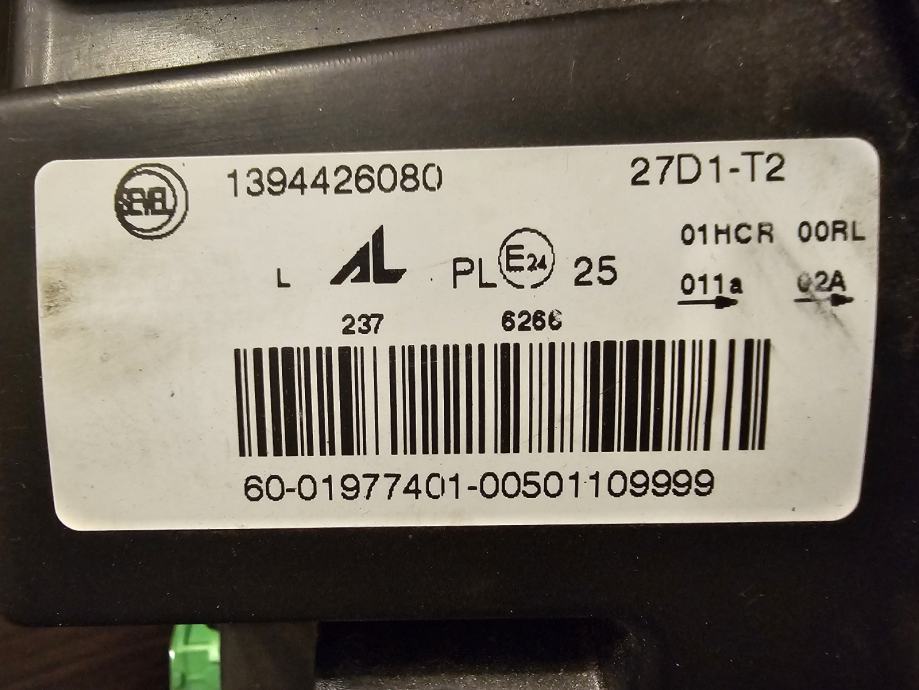 SEVEL 1394426080 27D1-T2
01HCR 00RL
L AL PL E24 25 011a 02A
237 6266
60-01977401-00501109999